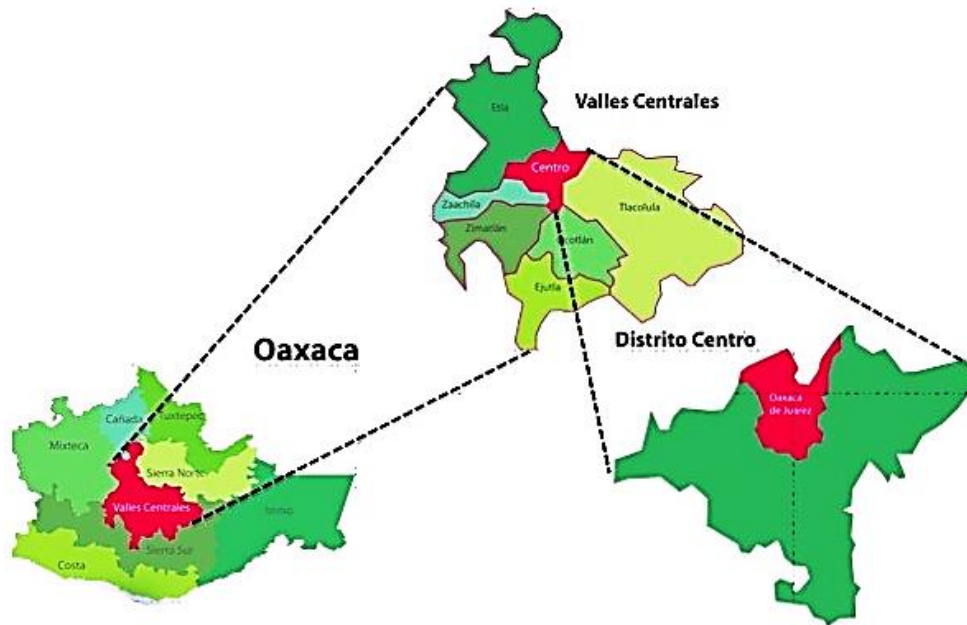 Valles Centrales
Etla
Centro
Zaachila
Tlacolula
Zimatlán
Ocotlán
Ejutla
Oaxaca
Distrito Centro
Oaxaca
de Juarez
Cañada
Tuxtepec
Mixteca
Sierra Norte
Valles Centrales
Istmo
Sierra Sur
Costa